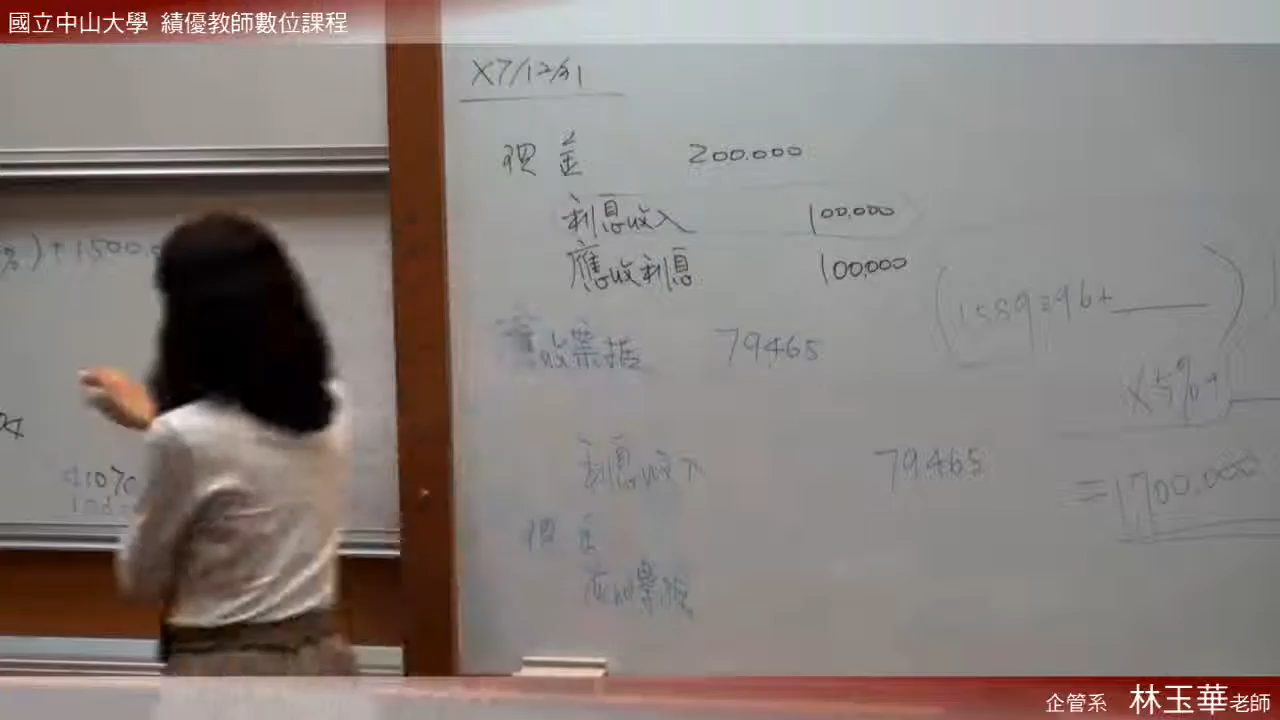 國立中山大學 績優教師數位課程
X7/12/31
現金 200.000
利息收入 100.000
應收利息 100.000
%)+1500.
應收票據 79465
(1589296+____)
×5%+
利息收入 79465
=1700.000
現金
應收票據
企管系 林玉華老師